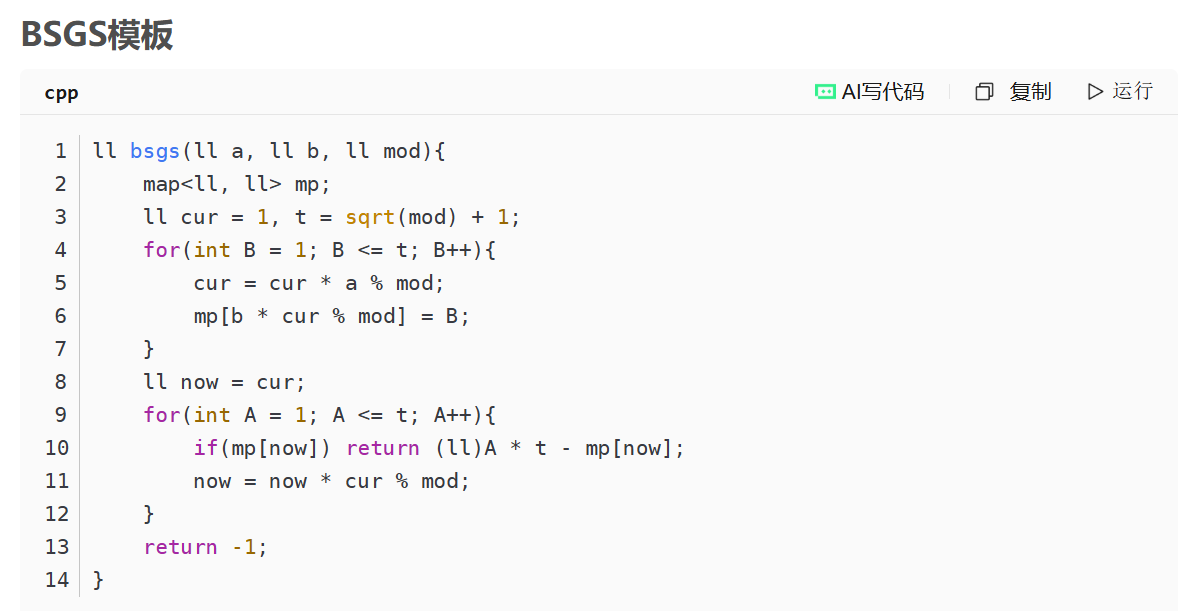 BSGS模板
cpp
AI写代码 复制 运行
1 ll bsgs(ll a, ll b, ll mod){
2     map<ll, ll> mp;
3     ll cur = 1, t = sqrt(mod) + 1;
4     for(int B = 1; B <= t; B++){
5         cur = cur * a % mod;
6         mp[b * cur % mod] = B;
7     }
8     ll now = cur;
9     for(int A = 1; A <= t; A++){
10         if(mp[now]) return (ll)A * t - mp[now];
11         now = now * cur % mod;
12     }
13     return -1;
14 }